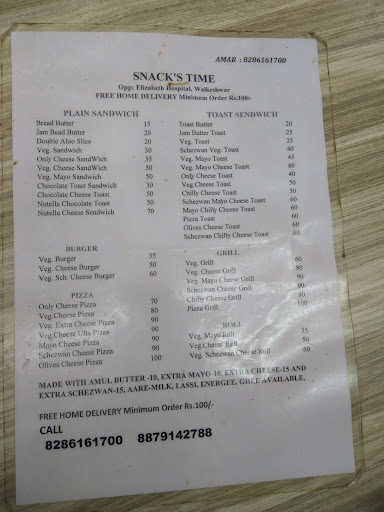 AMAR : 8286161700
SNACK'S TIME
Opp: Elizabeth Hospital, Walkeshwar
FREE HOME DELIVERY Minimum Order Rs.100/-
PLAIN SANDWICH
Bread Butter 15
Jam Bead Butter 20
Double Aloo Slice 20
Veg. Sandwich 30
Only Cheese SandWich 35
Veg. Cheese SandWich 50
Veg. Mayo Sandwich 50
Chocolate Toast Sandwich 30
Chocolate Cheese Toast 50
Nutella Chocolate Toast 50
Nutella Cheese Sendwich 70
TOAST SENDWICH
Toast Butter 20
Jam Butter Toast 25
Veg. Toast 35
Schezwan Veg. Toast 40
Veg. Mayo Toast 45
Only Cheese Toast 40
Veg.Cheese Toast 50
Chilly Cheese Toast 50
Schezwan Mayo Cheese Toast 60
Mayo Chilly Cheese Toast 60
Pizza Toast 60
Olives Cheese Toast 60
Schezwan Chilly Cheese Toast 60
BURGER
Veg. Burger 35
Veg. Cheese Burger 50
Veg. Sch. Cheese Burger 60
GRILL
Veg. Grill 60
Veg. Cheese Grill 80
Veg. Mayo Cheese Grill 90
Schezwan Cheese Grill 90
Chilly Cheese Grill 90
Pizza Grill 100
PIZZA
Only Cheese Pizza 70
Veg.Cheese Pizza 80
Veg. Extra Cheese Pizza 90
Veg.Cheese Ulta Pizza 90
Mayo Cheese Pizza 90
Schezwan Cheese Pizza 90
Olives Cheese Pizza 100
ROLL
Veg. Mayo Roll 35
Veg.Cheese Roll 50
Veg. Schezwan Cheese Roll 60
MADE WITH AMUL BUTTER -10, EXTRA MAYO-10, EXTRA CHEESE-15 AND
EXTRA SCHEZWAN-15, AARE-MILK, LASSI, ENERGEE, GHEE AVAILABLE.
FREE HOME DELIVERY Minimum Order Rs.100/-
CALL
8286161700 8879142788